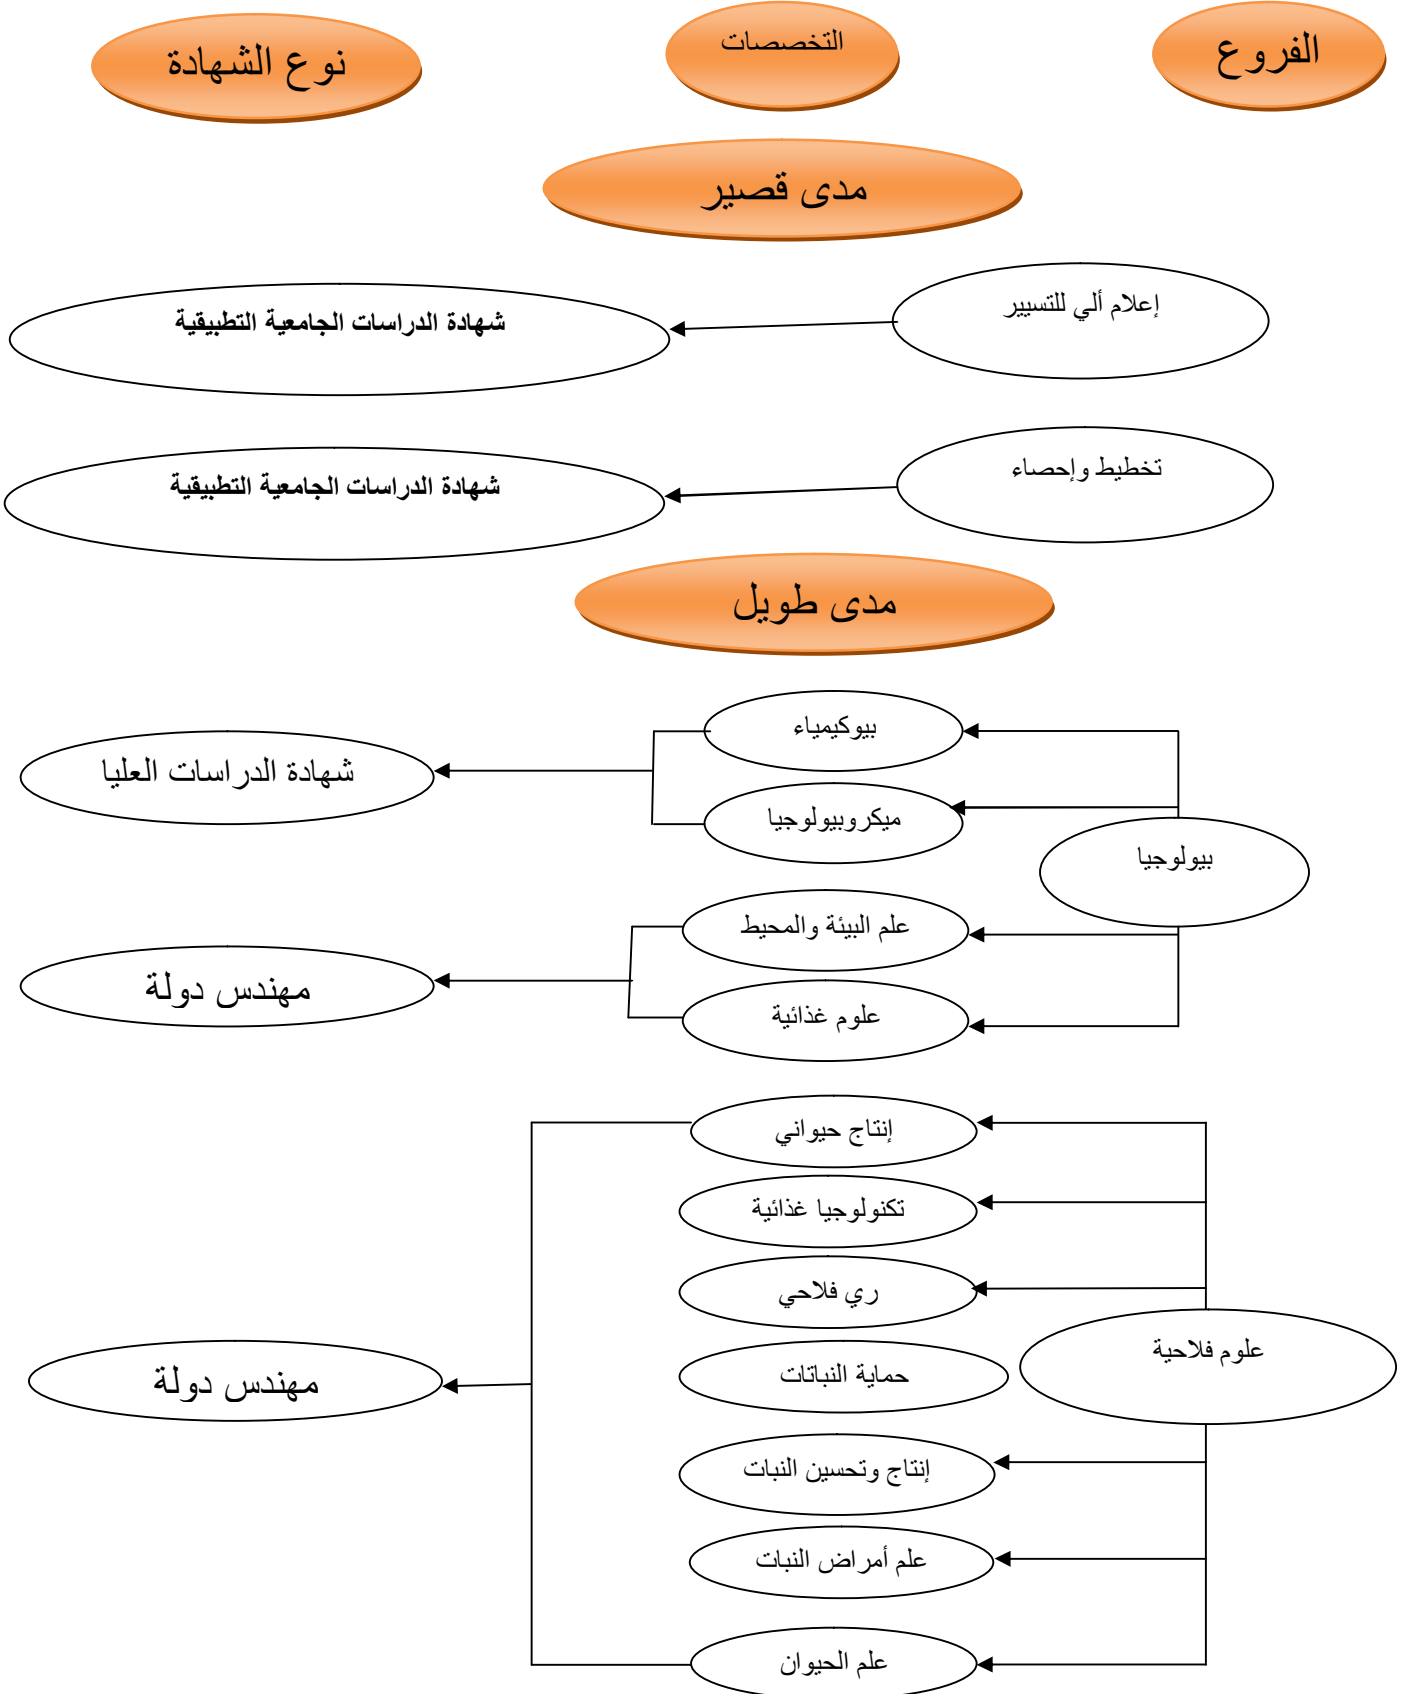 الفروع
التخصصات
نوع الشهادة
مدى قصير
إعلام ألي للتسيير
شهادة الدراسات الجامعية التطبيقية
تخطيط وإحصاء
شهادة الدراسات الجامعية التطبيقية
مدى طويل
بيوكيمياء
شهادة الدراسات العليا
ميكروبيولوجيا
بيولوجيا
علم البيئة والمحيط
مهندس دولة
علوم غذائية
إنتاج حيواني
تكنولوجيا غذائية
ري فلاحي
علوم فلاحية
حماية النباتات
مهندس دولة
إنتاج وتحسين النبات
علم أمراض النبات
علم الحيوان